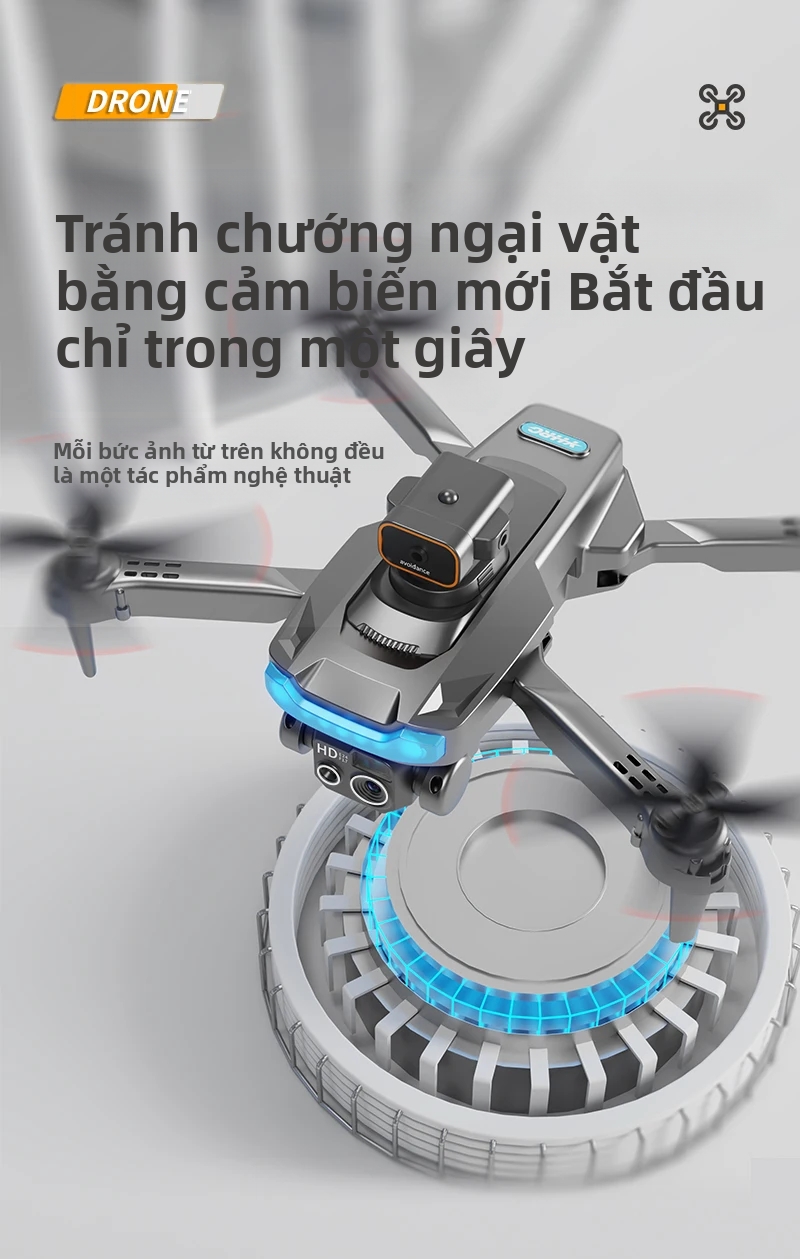 DRONE
Tránh chướng ngại vật
bằng cảm biến mới Bắt đầu
chỉ trong một giây
Mỗi bức ảnh từ trên không đều
là một tác phẩm nghệ thuật
avoidance
HD